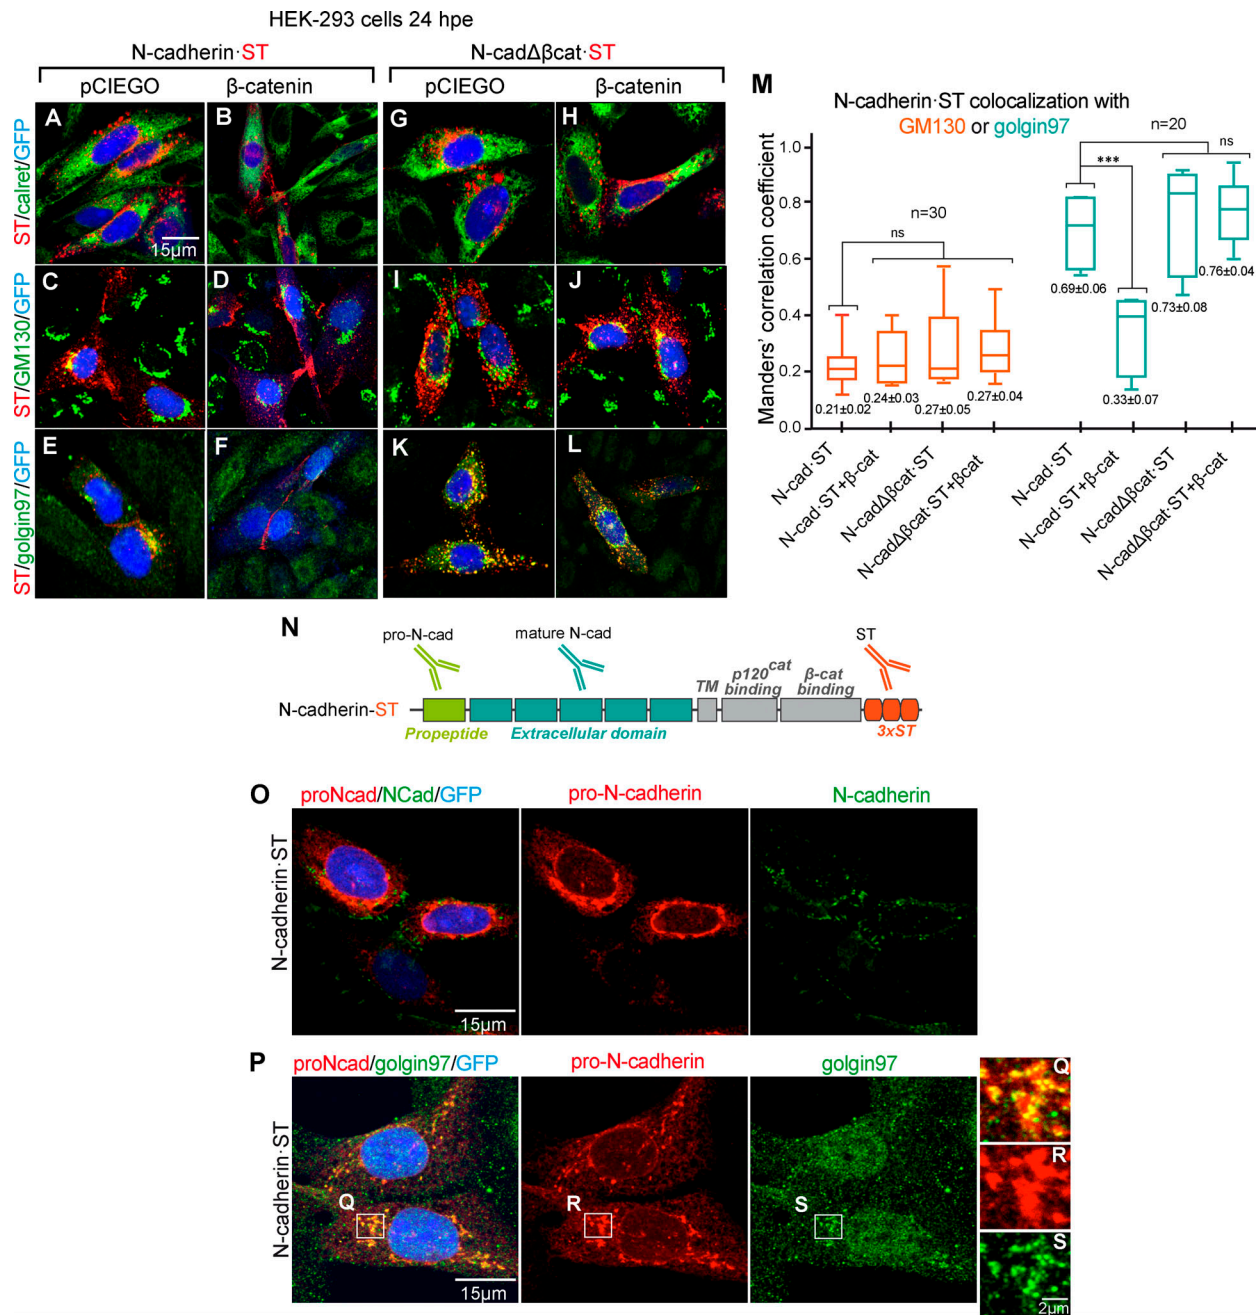 HEK-293 cells 24 hpe
N-cadherin·ST
N-cadΔβcat·ST
pCIEGO
β-catenin
pCIEGO
β-catenin
ST/calret/GFP
A
15µm
B
G
H
ST/GM130/GFP
C
D
I
J
ST/golgin97/GFP
E
F
K
L
M
N-cadherin·ST colocalization with
GM130 or golgin97
Manders' correlation coefficient
1.0
0.8
0.6
0.4
0.2
0.0
n=30
ns
n=20
ns
***
0.21±0.02
0.24±0.03
0.27±0.05
0.27±0.04
0.69±0.06
0.33±0.07
0.73±0.08
0.76±0.04
N-cad·ST
N-cad·ST+β-cat
N-cadΔβcat·ST
N-cadΔβcat·ST+βcat
N-cad·ST
N-cad·ST+β-cat
N-cadΔβcat·ST
N-cadΔβcat·ST+β-cat
N
pro-N-cad
mature N-cad
ST
TM
p120cat
binding
β-cat
binding
N-cadherin-ST
Propeptide
Extracellular domain
3xST
O
proNcad/NCad/GFP
pro-N-cadherin
N-cadherin
N-cadherin·ST
15µm
P
proNcad/golgin97/GFP
pro-N-cadherin
golgin97
N-cadherin·ST
Q
15µm
R
S
Q
R
S
2µm